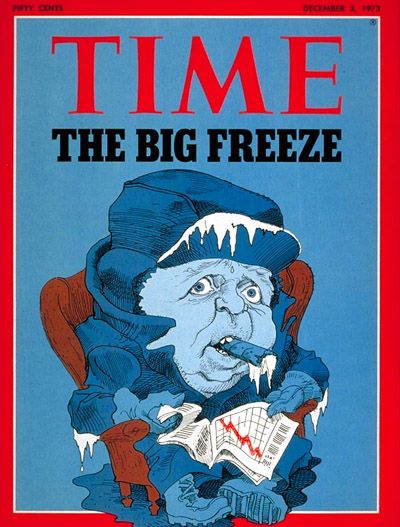 FIFTY CENTS
DECEMBER 3, 1973
TIME
®
THE BIG FREEZE